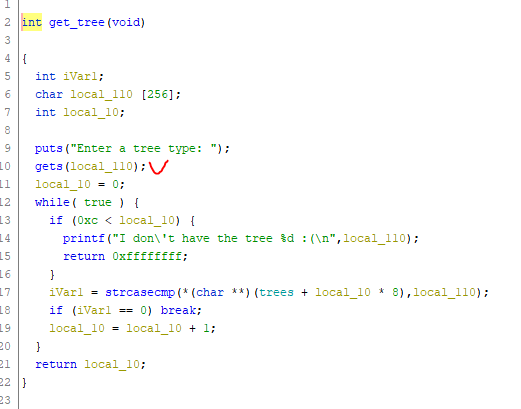 1
2 int get_tree(void)
3
4 {
5 int iVar1;
6 char local_110 [256];
7 int local_10;
8
9 puts("Enter a tree type: ");
10 gets(local_110);
11 local_10 = 0;
12 while( true ) {
13 if (0xc < local_10) {
14 printf("I don\'t have the tree %d :(\n",local_110);
15 return 0xffffffff;
16 }
17 iVar1 = strcasecmp(*(char **)(trees + local_10 * 8),local_110);
18 if (iVar1 == 0) break;
19 local_10 = local_10 + 1;
20 }
21 return local_10;
22 }
23